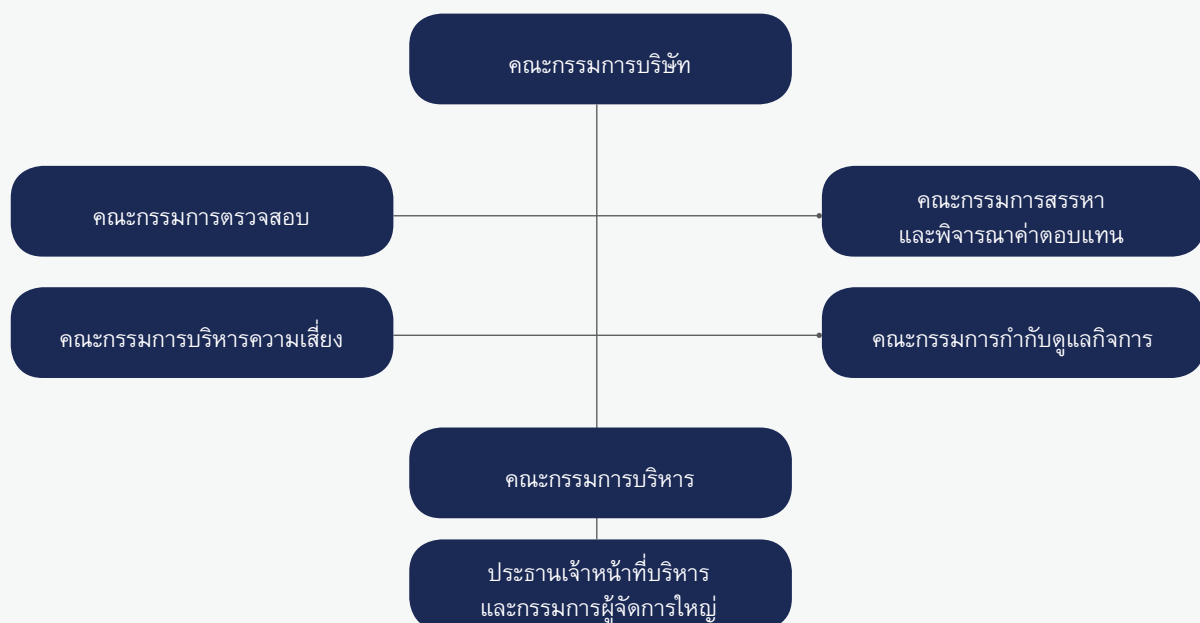 คณะกรรมการบริษัท
คณะกรรมการตรวจสอบ
คณะกรรมการสรรหา
และพิจารณาค่าตอบแทน
คณะกรรมการบริหารความเสี่ยง
คณะกรรมการกำกับดูแลกิจการ
คณะกรรมการบริหาร
ประธานเจ้าหน้าที่บริหาร
และกรรมการผู้จัดการใหญ่